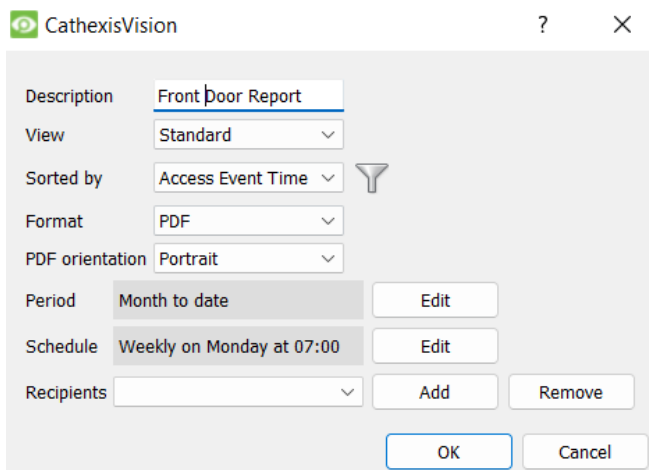 CathexisVision ? ×
Description Front Door Report
View Standard
Sorted by Access Event Time
Format PDF
PDF orientation Portrait
Period Month to date Edit
Schedule Weekly on Monday at 07:00 Edit
Recipients Add Remove
OK Cancel